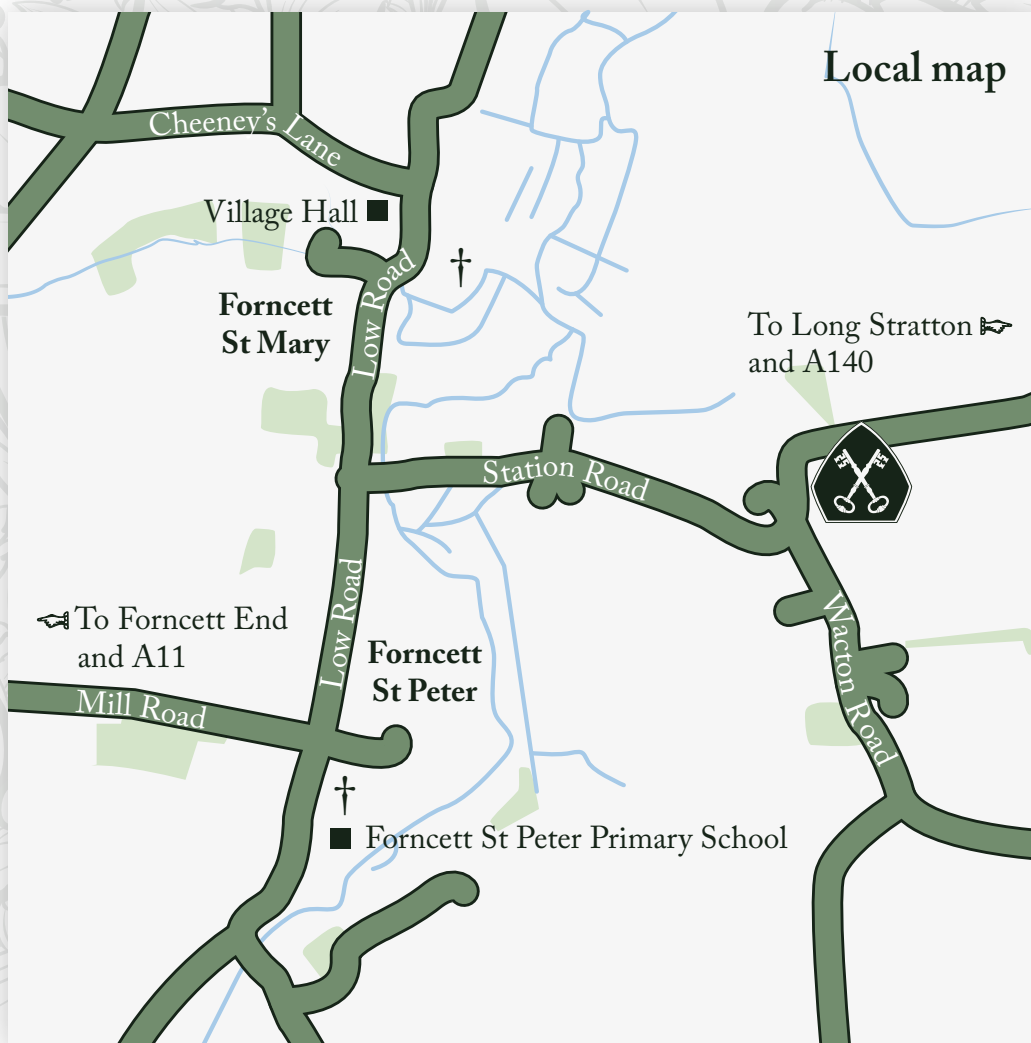 Local map
Cheeney's Lane
Village Hall
Low Road
Forncett
St Mary
To Long Stratton
and A140
Station Road
Low Road
To Forncett End
and A11
Forncett
St Peter
Wacton Road
Mill Road
Forncett St Peter Primary School